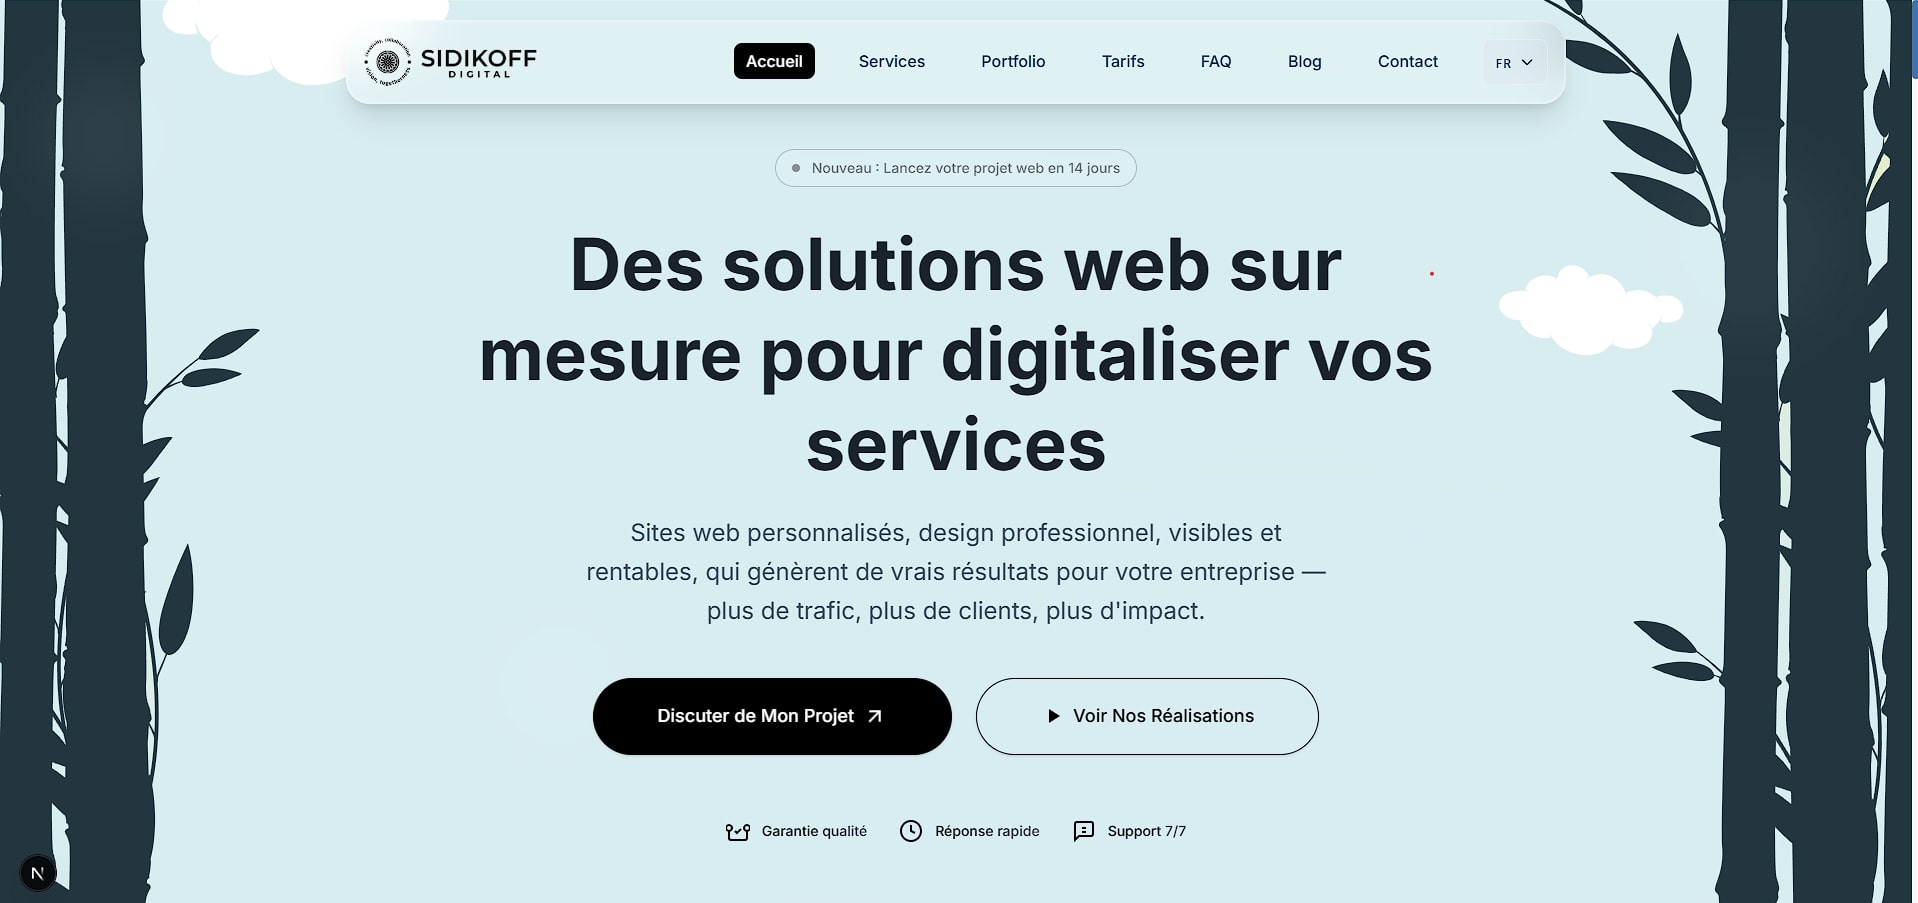 SIDIKOFF
DIGITAL
Accueil
Services
Portfolio
Tarifs
FAQ
Blog
Contact
FR
Nouveau : Lancez votre projet web en 14 jours
Des solutions web sur
mesure pour digitaliser vos
services
Sites web personnalisés, design professionnel, visibles et
rentables, qui génèrent de vrais résultats pour votre entreprise —
plus de trafic, plus de clients, plus d'impact.
Discuter de Mon Projet
Voir Nos Réalisations
Garantie qualité
Réponse rapide
Support 7/7
N